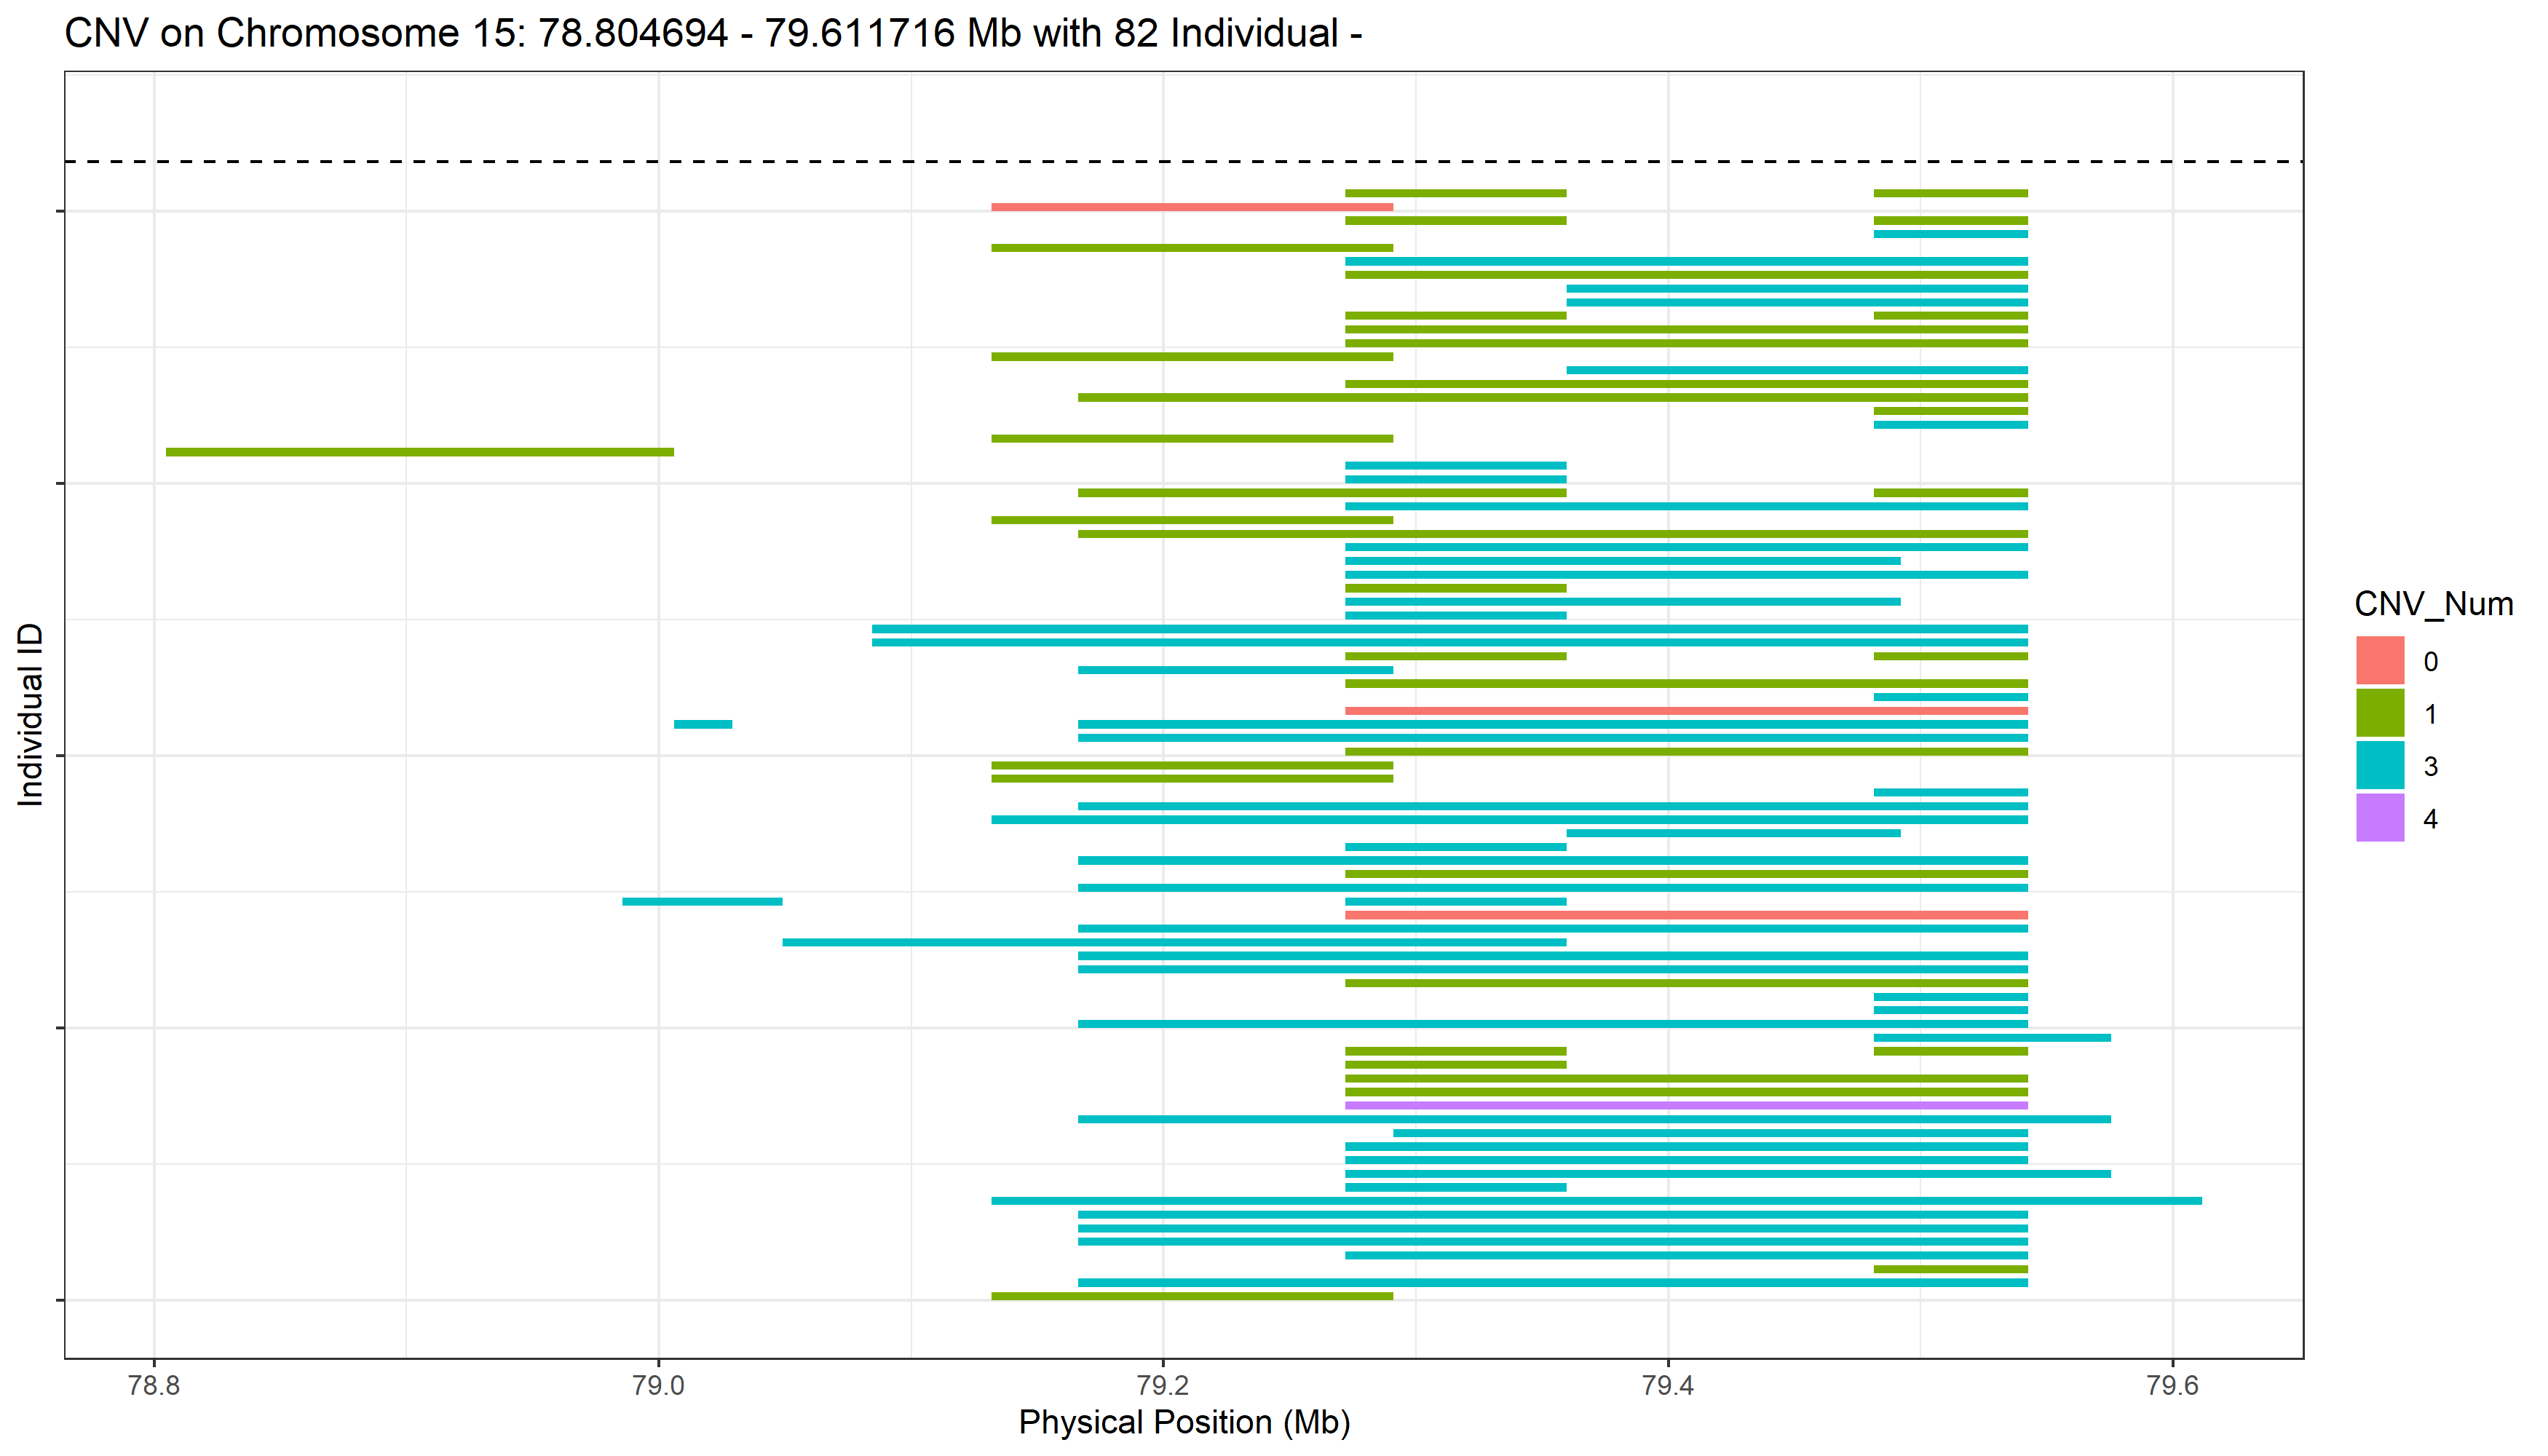 CNV on Chromosome 15: 78.804694 - 79.611716 Mb with 82 Individual -
Individual ID
CNV_Num
0
1
3
4
78.8 79.0 79.2 79.4 79.6
Physical Position (Mb)